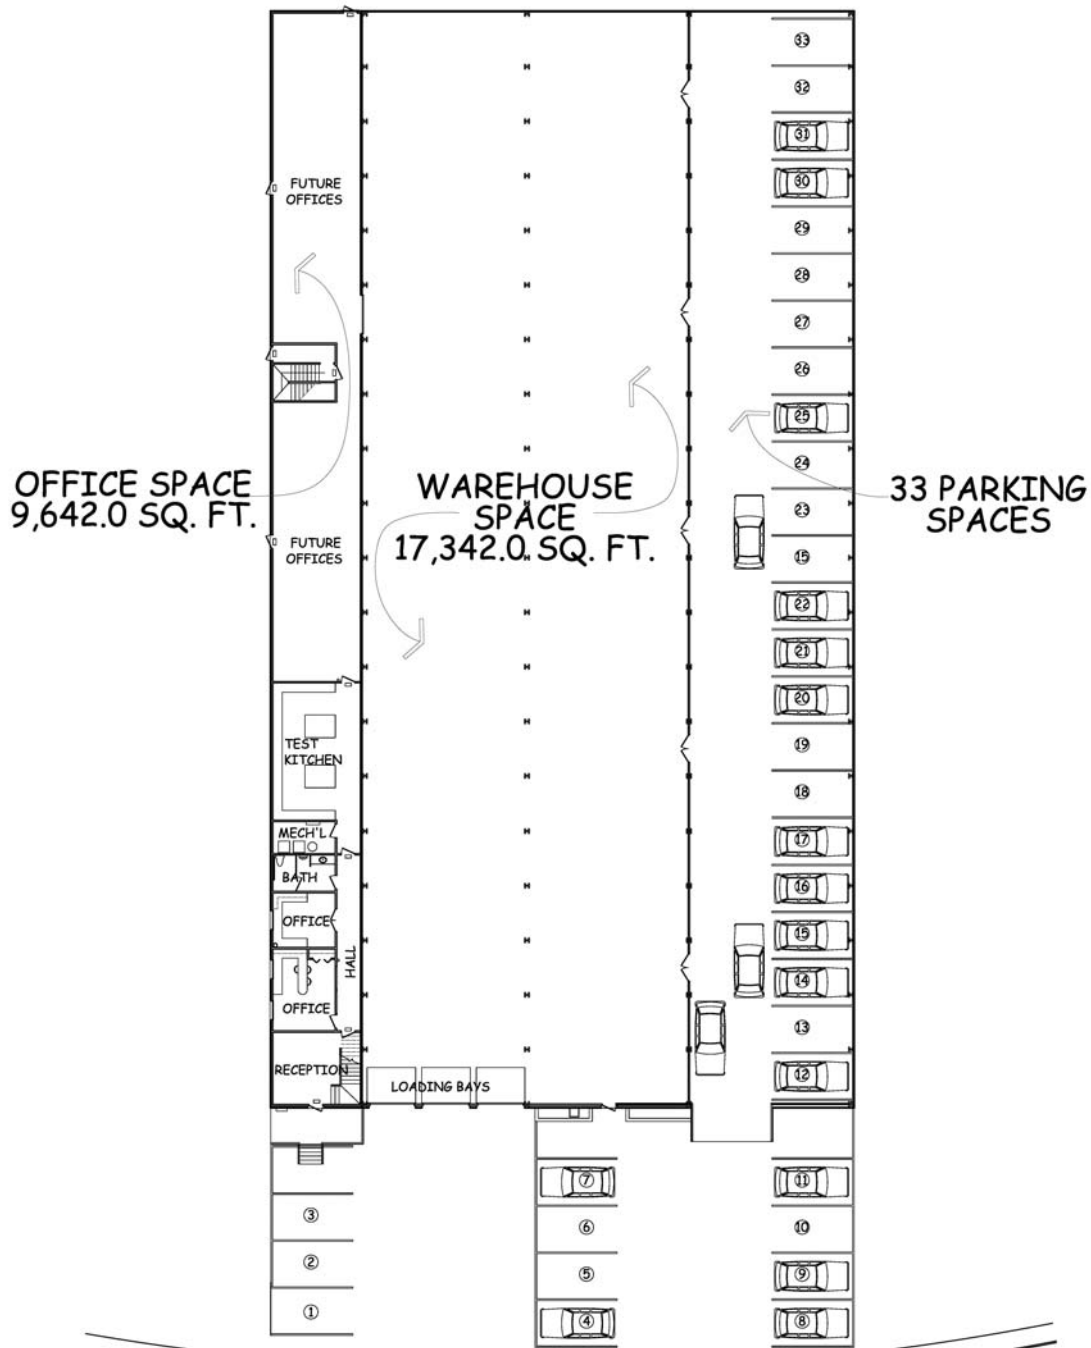 33
32
31
30
FUTURE
OFFICES
29
28
27
26
25
24
OFFICE SPACE
9,642.0 SQ. FT.
WAREHOUSE
SPACE
17,342.0 SQ. FT.
33 PARKING
SPACES
23
FUTURE
OFFICES
15
22
21
20
TEST
KITCHEN
19
18
MECH'L
17
BATH
16
OFFICE
15
HALL
14
OFFICE
13
RECEPTION
LOADING BAYS
12
7
11
3
6
10
2
5
9
1
4
8